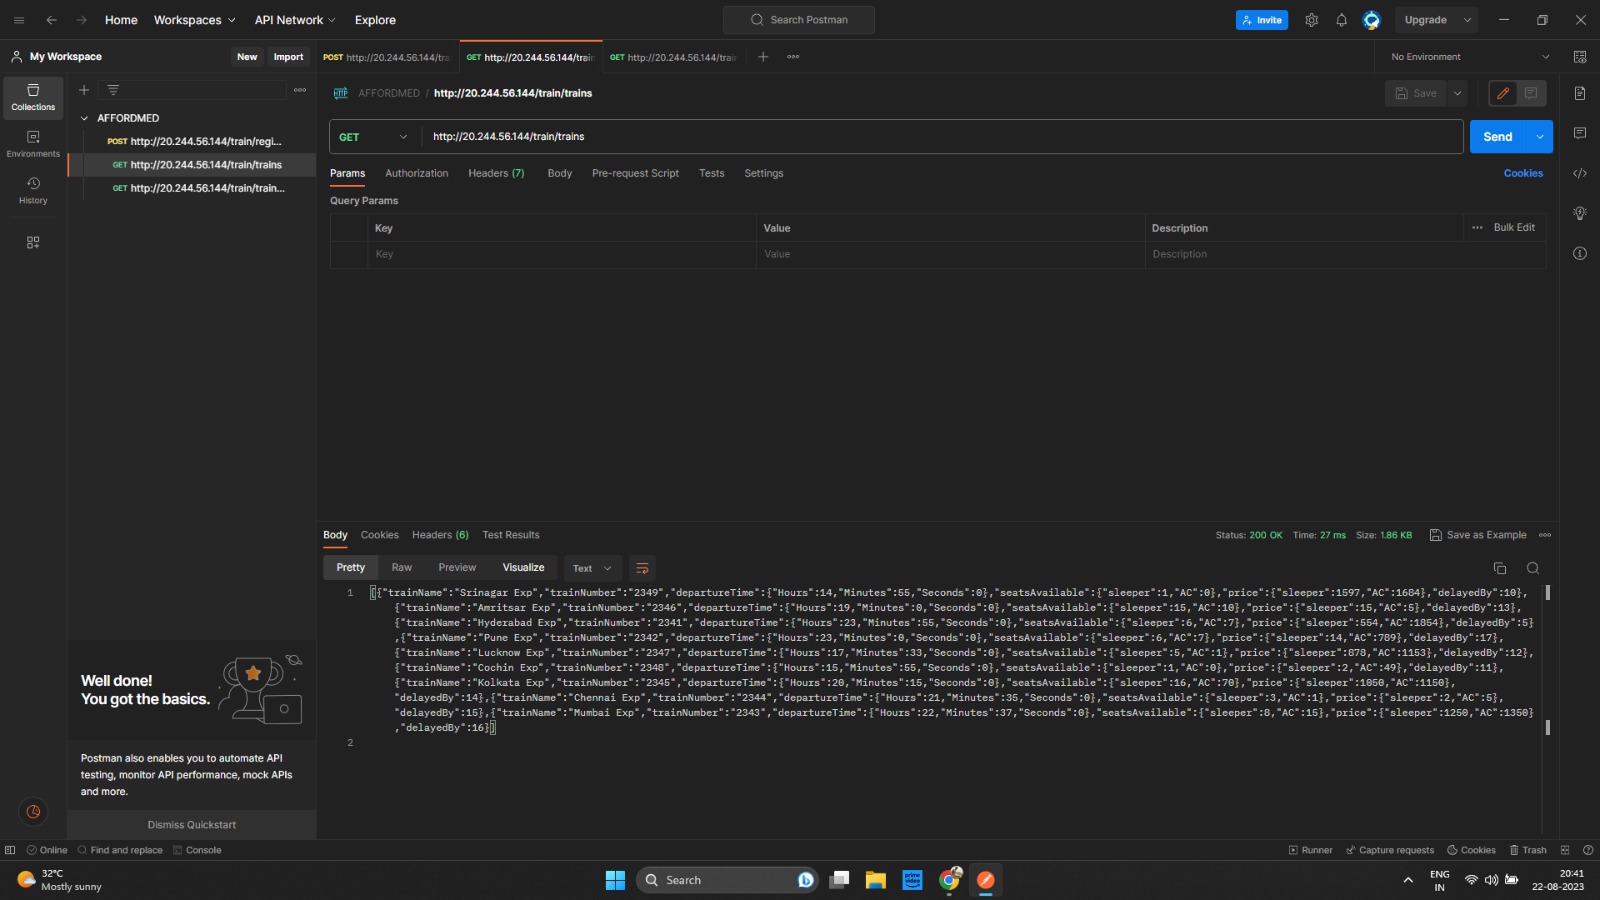 Home
Workspaces
API Network
Explore
Search Postman
Invite
Upgrade
My Workspace
New
Import
POST http://20.244.56.144/tra
GET http://20.244.56.144/train
GET http://20.244.56.144/train
No Environment
Collections
Environments
History
AFFORDMED
POST http://20.244.56.144/train/regi...
GET http://20.244.56.144/train/trains
GET http://20.244.56.144/train/train...
HTTP
AFFORDMED / http://20.244.56.144/train/trains
Save
GET
http://20.244.56.144/train/trains
Send
Params
Authorization
Headers (7)
Body
Pre-request Script
Tests
Settings
Cookies
Query Params
Key
Value
Description
Bulk Edit
Key
Value
Description
Body
Cookies
Headers (6)
Test Results
Status: 200 OK
Time: 27 ms
Size: 1.86 KB
Save as Example
Pretty
Raw
Preview
Visualize
Text
1
[{"trainName":"Srinagar Exp","trainNumber":"2349","departureTime":{"Hours":14,"Minutes":55,"Seconds":0},"seatsAvailable":{"sleeper":1,"AC":0},"price":{"sleeper":1597,"AC":1684},"delayedBy":10},
{"trainName":"Amritsar Exp","trainNumber":"2346","departureTime":{"Hours":19,"Minutes":0,"Seconds":0},"seatsAvailable":{"sleeper":15,"AC":10},"price":{"sleeper":15,"AC":5},"delayedBy":13},
{"trainName":"Hyderabad Exp","trainNumber":"2341","departureTime":{"Hours":23,"Minutes":55,"Seconds":0},"seatsAvailable":{"sleeper":6,"AC":7},"price":{"sleeper":554,"AC":1854},"delayedBy":5}
,{"trainName":"Pune Exp","trainNumber":"2342","departureTime":{"Hours":23,"Minutes":0,"Seconds":0},"seatsAvailable":{"sleeper":6,"AC":7},"price":{"sleeper":14,"AC":789},"delayedBy":17},
{"trainName":"Lucknow Exp","trainNumber":"2347","departureTime":{"Hours":17,"Minutes":33,"Seconds":0},"seatsAvailable":{"sleeper":5,"AC":1},"price":{"sleeper":878,"AC":1153},"delayedBy":12},
{"trainName":"Cochin Exp","trainNumber":"2348","departureTime":{"Hours":15,"Minutes":55,"Seconds":0},"seatsAvailable":{"sleeper":1,"AC":0},"price":{"sleeper":2,"AC":49},"delayedBy":11},
{"trainName":"Kolkata Exp","trainNumber":"2345","departureTime":{"Hours":20,"Minutes":15,"Seconds":0},"seatsAvailable":{"sleeper":16,"AC":70},"price":{"sleeper":1050,"AC":1150},
"delayedBy":14},{"trainName":"Chennai Exp","trainNumber":"2344","departureTime":{"Hours":21,"Minutes":35,"Seconds":0},"seatsAvailable":{"sleeper":3,"AC":1},"price":{"sleeper":2,"AC":5},
"delayedBy":15},{"trainName":"Mumbai Exp","trainNumber":"2343","departureTime":{"Hours":22,"Minutes":37,"Seconds":0},"seatsAvailable":{"sleeper":8,"AC":15},"price":{"sleeper":1250,"AC":1350}
,"delayedBy":16}]
2
Well done!
You got the basics.
Postman also enables you to automate API
testing, monitor API performance, mock APIs
and more.
Dismiss Quickstart
Online
Find and replace
Console
Runner
Capture requests
Cookies
Trash
32°C
Mostly sunny
Search
prime video
ENG
IN
20:41
22-08-2023